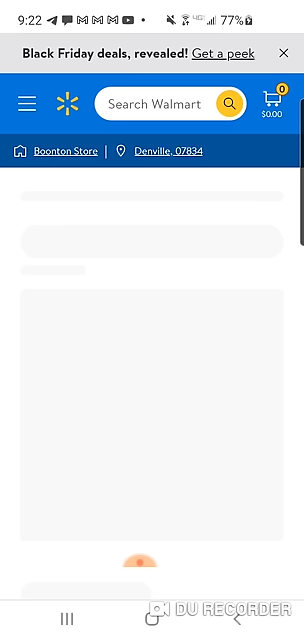 9:22 77%
Black Friday deals, revealed! Get a peek
Search Walmart
0
$0.00
Boonton Store | Denville, 07834
DU RECORDER